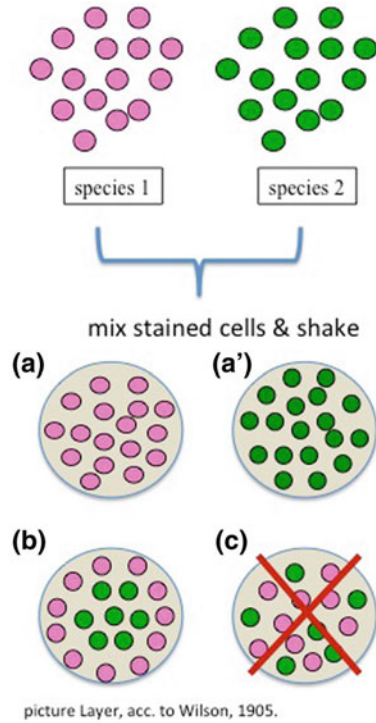 species 1
species 2
mix stained cells & shake
(a)
(a')
(b)
(c)
picture Layer, acc. to Wilson, 1905.